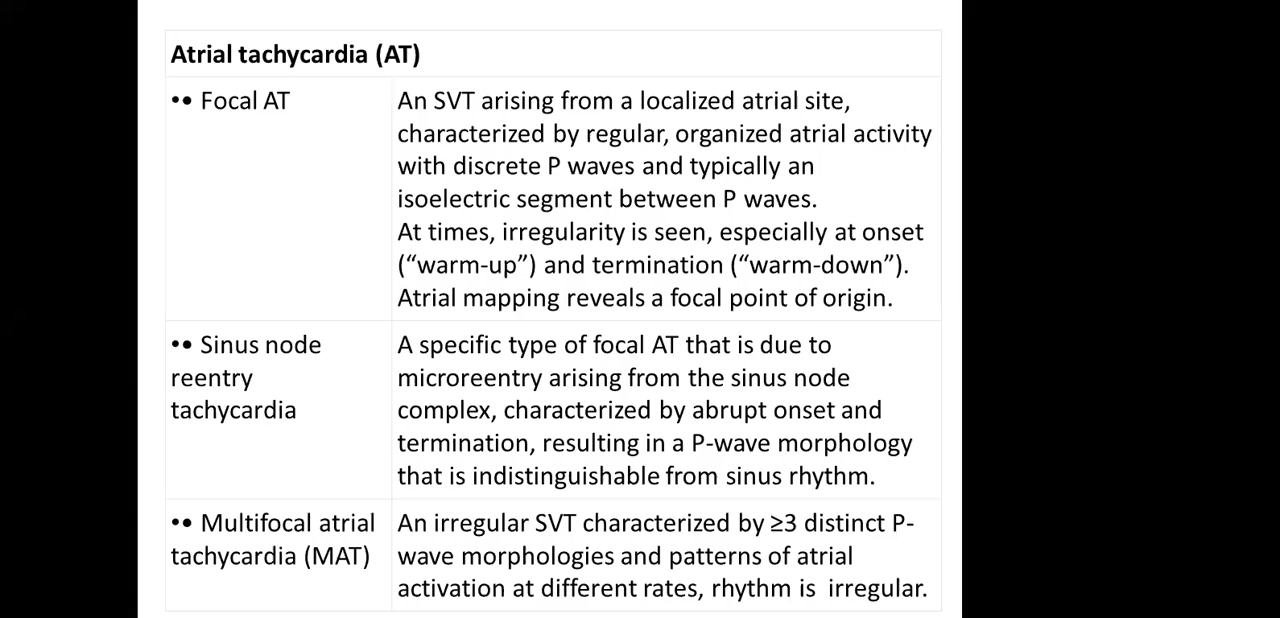 Atrial tachycardia (AT)
•• Focal AT
An SVT arising from a localized atrial site,
characterized by regular, organized atrial activity
with discrete P waves and typically an
isoelectric segment between P waves.
At times, irregularity is seen, especially at onset
(“warm-up”) and termination (“warm-down”).
Atrial mapping reveals a focal point of origin.
•• Sinus node
reentry
tachycardia
A specific type of focal AT that is due to
microreentry arising from the sinus node
complex, characterized by abrupt onset and
termination, resulting in a P-wave morphology
that is indistinguishable from sinus rhythm.
•• Multifocal atrial
tachycardia (MAT)
An irregular SVT characterized by ≥3 distinct P-
wave morphologies and patterns of atrial
activation at different rates, rhythm is  irregular.